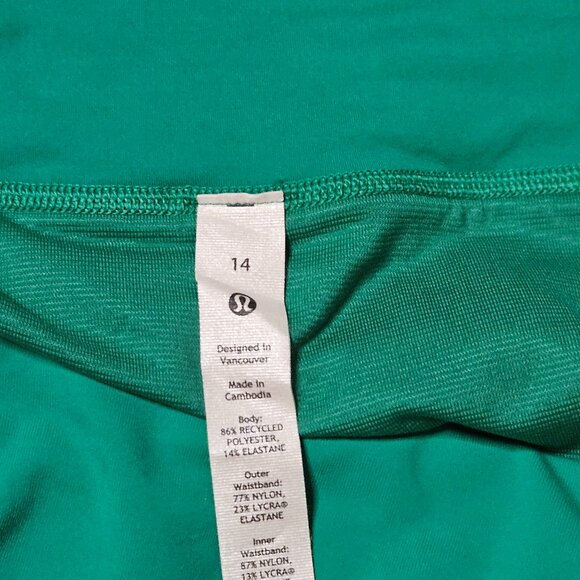 14
Designed in
Vancouver
Made in
Cambodia
Body:
86% RECYCLED
POLYESTER,
14% ELASTANE
Outer
Waistband:
77% NYLON,
23% LYCRA®
ELASTANE
Inner
Waistband:
87% NYLON,
13% LYCRA®